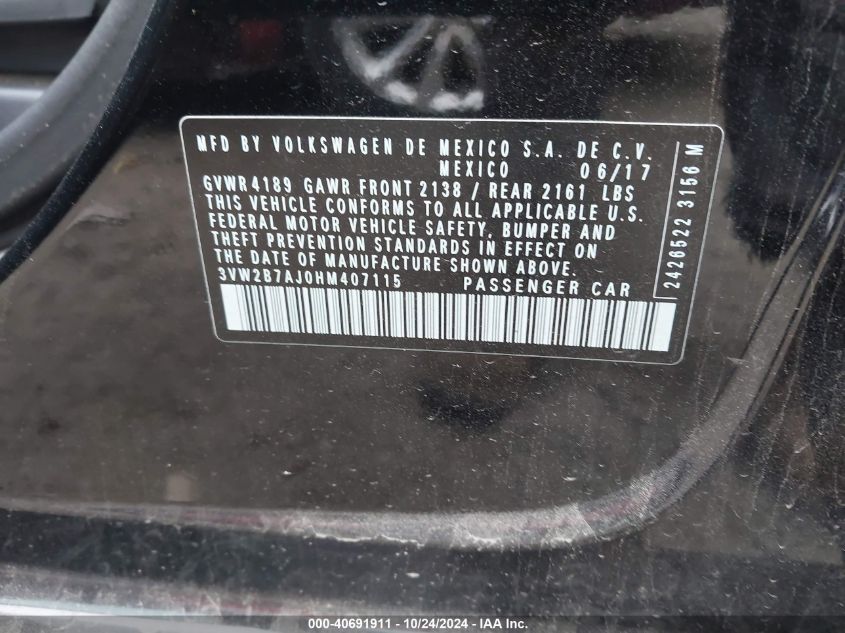 MFD BY VOLKSWAGEN DE MEXICO S.A. DE C.V.
MEXICO 06/17
GVWR 4189 GAWR FRONT 2138 / REAR 2161 LBS
THIS VEHICLE CONFORMS TO ALL APPLICABLE U.S.
FEDERAL MOTOR VEHICLE SAFETY, BUMPER AND
THEFT PREVENTION STANDARDS IN EFFECT ON
THE DATE OF MANUFACTURE SHOWN ABOVE.
3VW2B7AJ0HM407115 PASSENGER CAR
2426522 3156 M
000-40691911 - 10/24/2024 - IAA Inc.